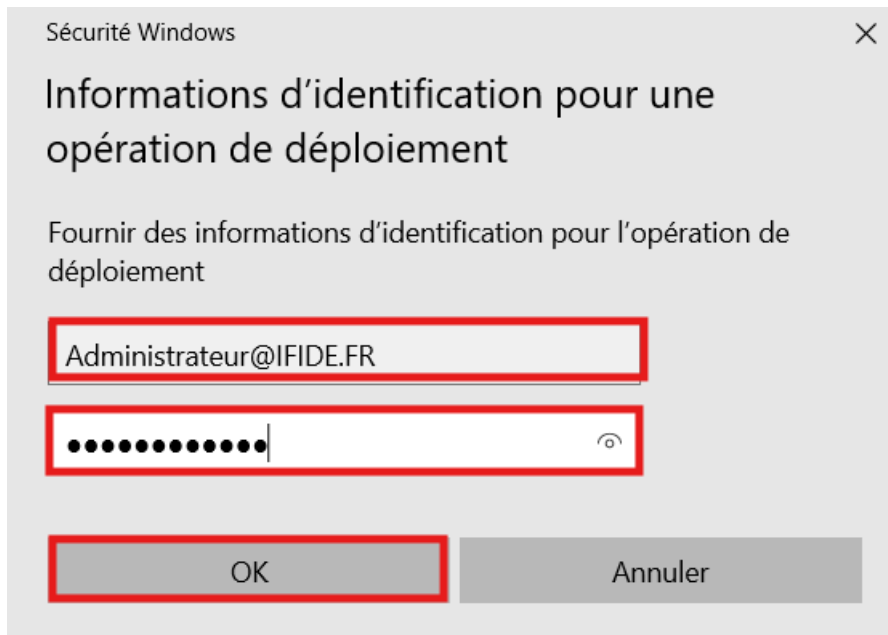 Sécurité Windows
Informations d’identification pour une
opération de déploiement
Fournir des informations d’identification pour l’opération de
déploiement
Administrateur@IFIDE.FR
●●●●●●●●●●●●
OK
Annuler